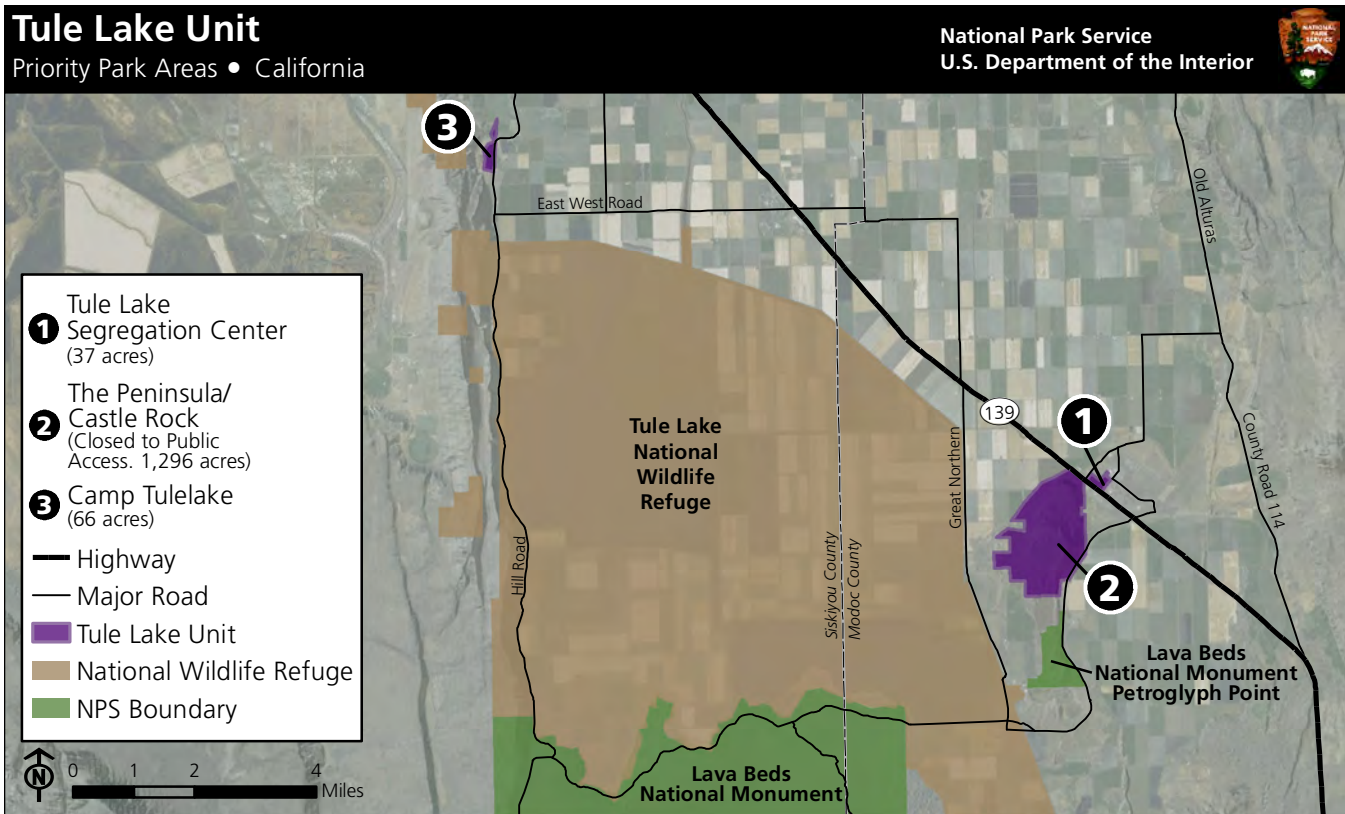 Tule Lake Unit
Priority Park Areas • California
National Park Service
U.S. Department of the Interior
NATIONAL
PARK
SERVICE
3
East West Road
Old Alturas
1
Tule Lake
Segregation Center
(37 acres)
2
The Peninsula/
Castle Rock
(Closed to Public
Access. 1,296 acres)
3
Camp Tulelake
(66 acres)
Highway
Major Road
Tule Lake Unit
National Wildlife Refuge
NPS Boundary
N
0 1 2 4
Miles
Tule Lake
National
Wildlife
Refuge
139
1
Great Northern
County Road 114
Hill Road
Siskiyou County
Modoc County
2
Lava Beds
National Monument
Petroglyph Point
Lava Beds
National Monument